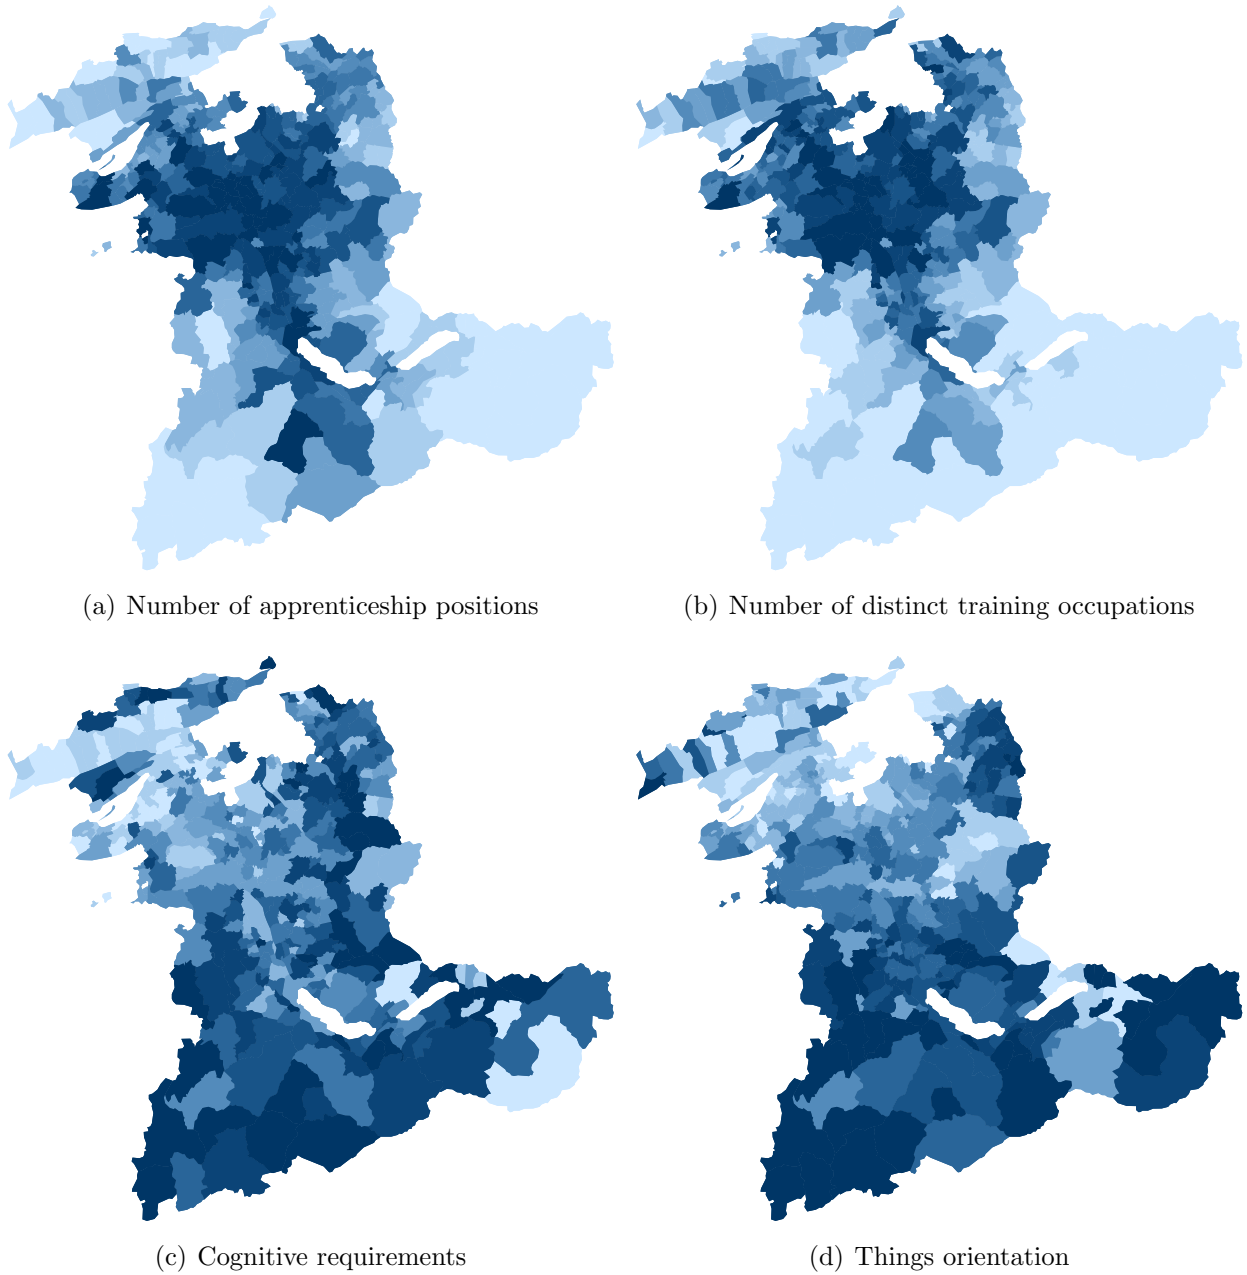 (a) Number of apprenticeship positions
(b) Number of distinct training occupations
(c) Cognitive requirements
(d) Things orientation